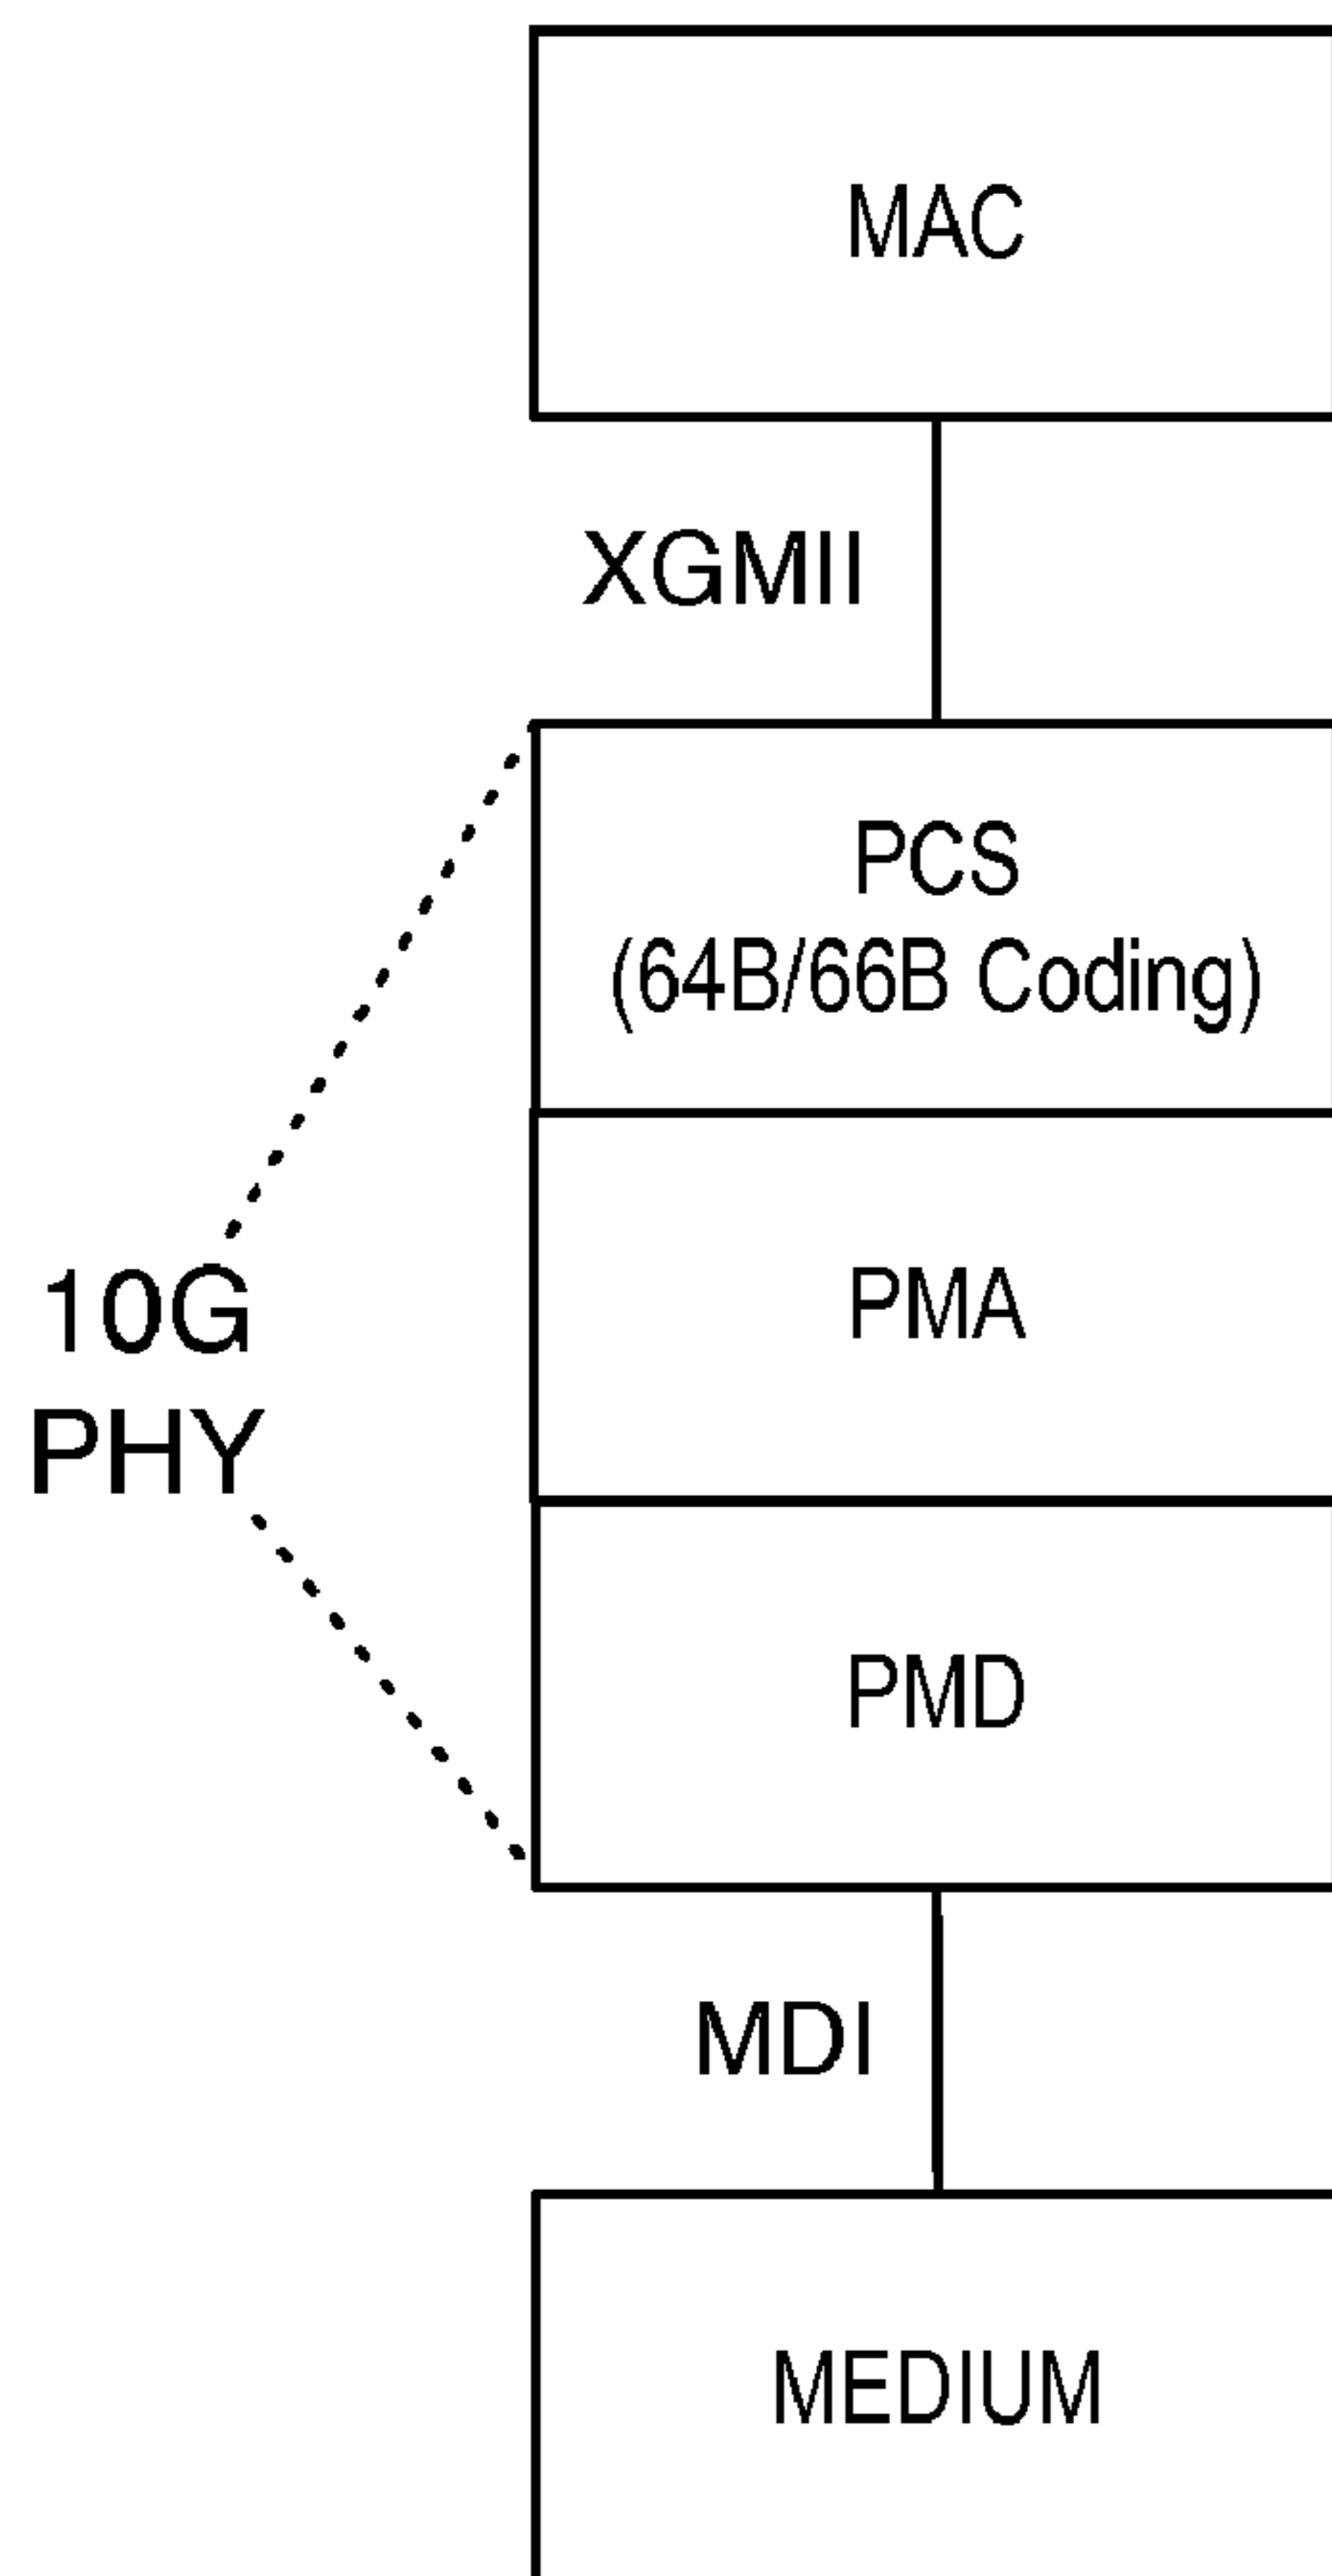 MAC
XGMII
PCS
(64B/66B Coding)
10G
PHY
PMA
PMD
MDI
MEDIUM